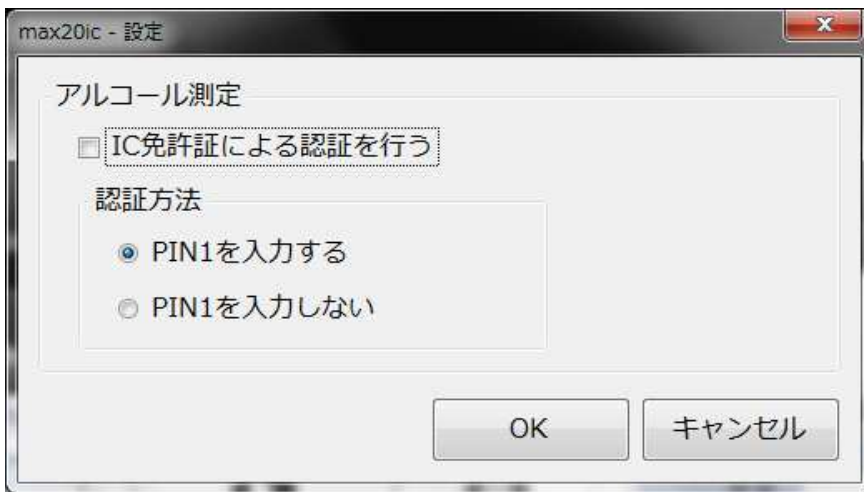 max20ic - 設定
アルコール測定
IC免許証による認証を行う
認証方法
PIN1を入力する
PIN1を入力しない
OK
キャンセル